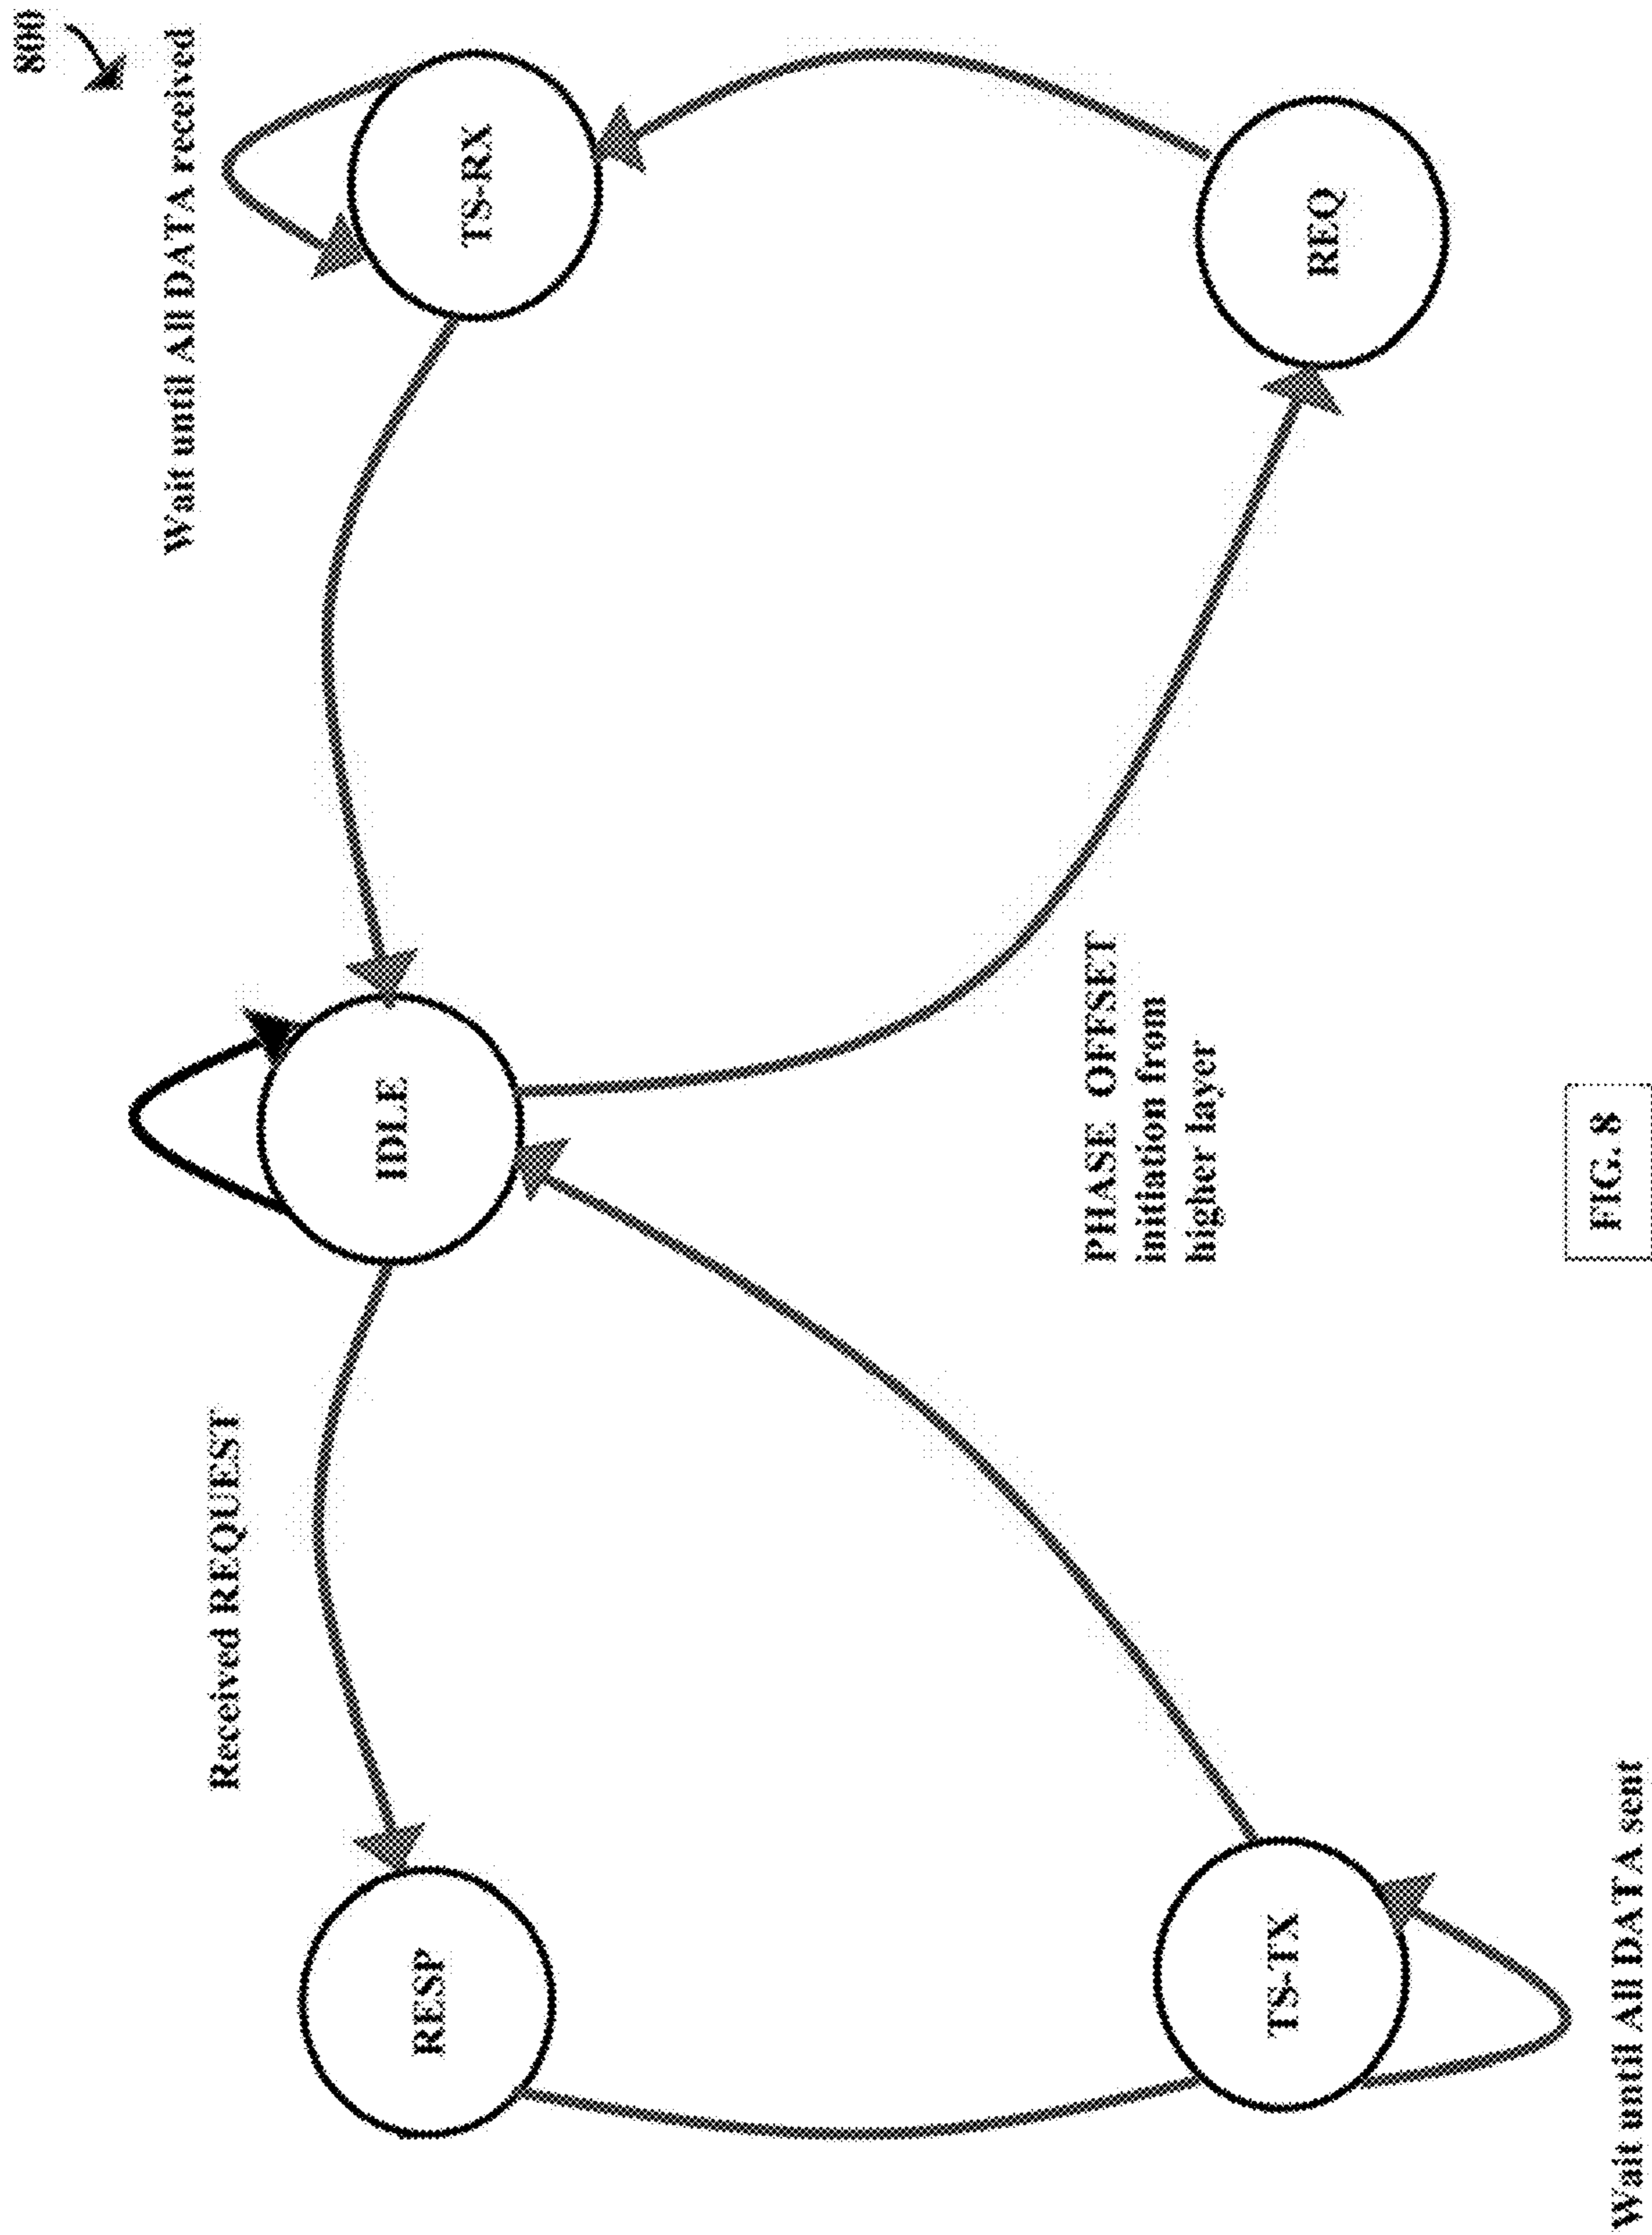 800
Wait until All DATA received
Received REQUEST
IDLE
TS-RX
RESP
REQ
TS-TX
PHASE OFFSET
initiation from
higher layer
Wait until All DATA sent
FIG. 8